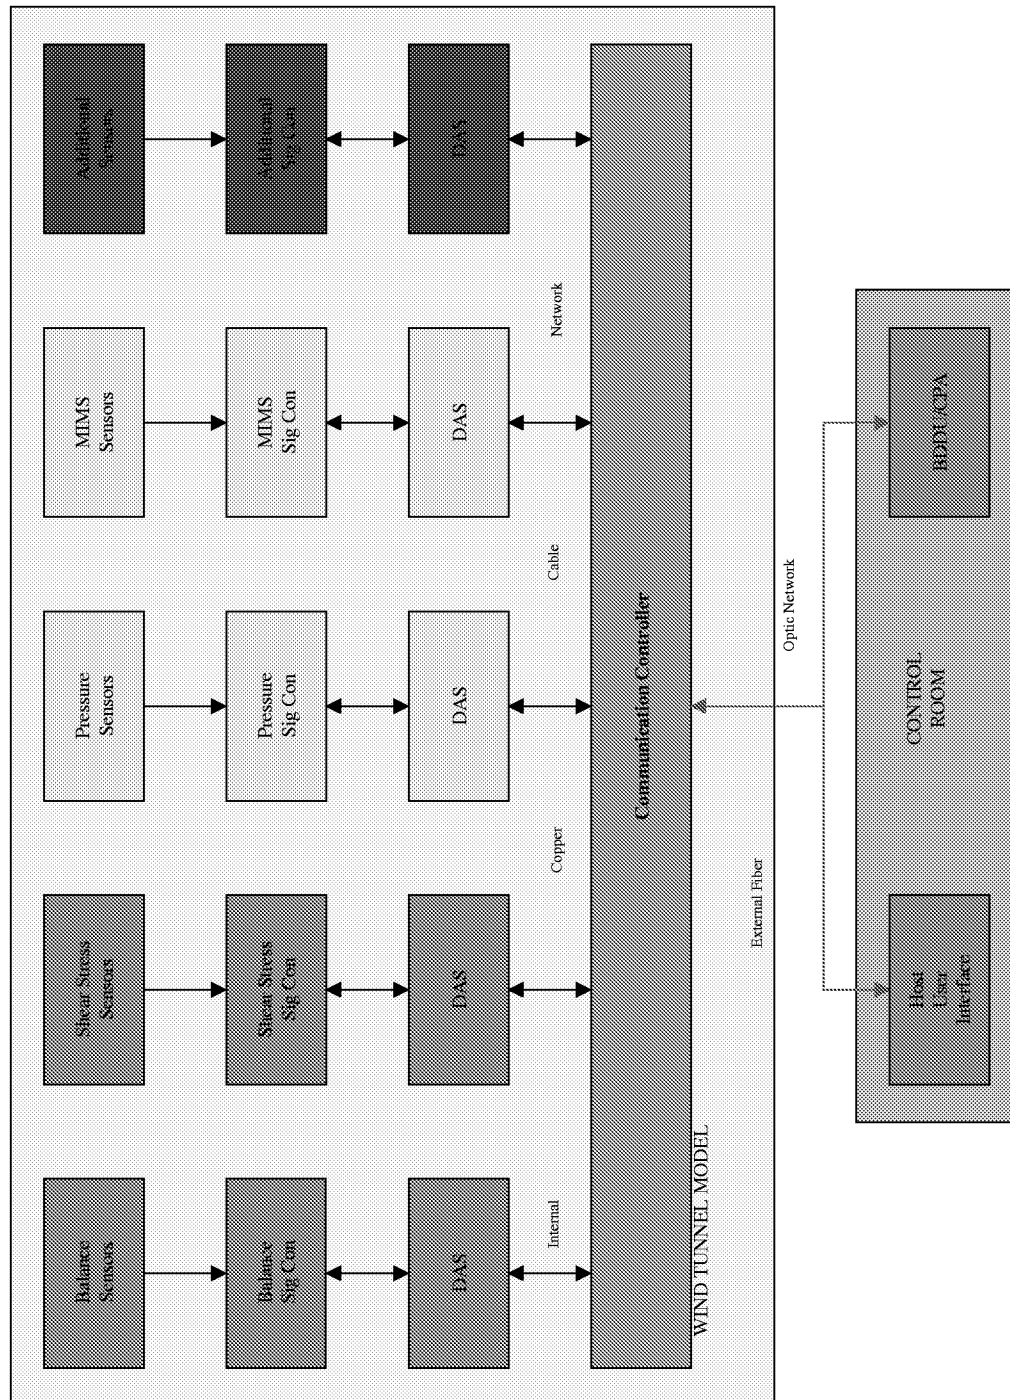 Balance
Sensors
Shear Stress
Sensors
Pressure
Sensors
MIMS
Sensors
Additional
Sensors
Balance
Sig Con
Shear Stress
Sig Con
Pressure
Sig Con
MIMS
Sig Con
Additional
Sig Con
DAS
DAS
DAS
DAS
DAS
Internal
Copper
Cable
Network
Communication Controller
WIND TUNNEL MODEL
External Fiber
Optic Network
Host
User
Interface
CONTROL
ROOM
BDDU/CPA